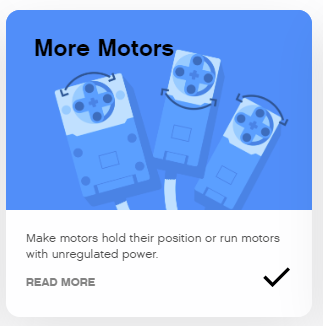 More Motors
Make motors hold their position or run motors
with unregulated power.
READ MORE